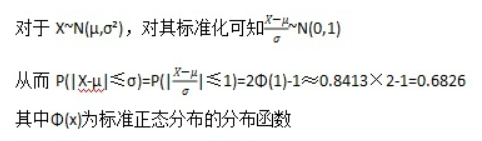 对于 X~N(μ,σ²)，对其标准化可知$\frac{X-μ}{σ}$~N(0,1)
从而 P(|X-μ|≤σ)=P(|$\frac{X-μ}{σ}$|≤1)=2Φ(1)-1≈0.8413×2-1=0.6826
其中Φ(x)为标准正态分布的分布函数